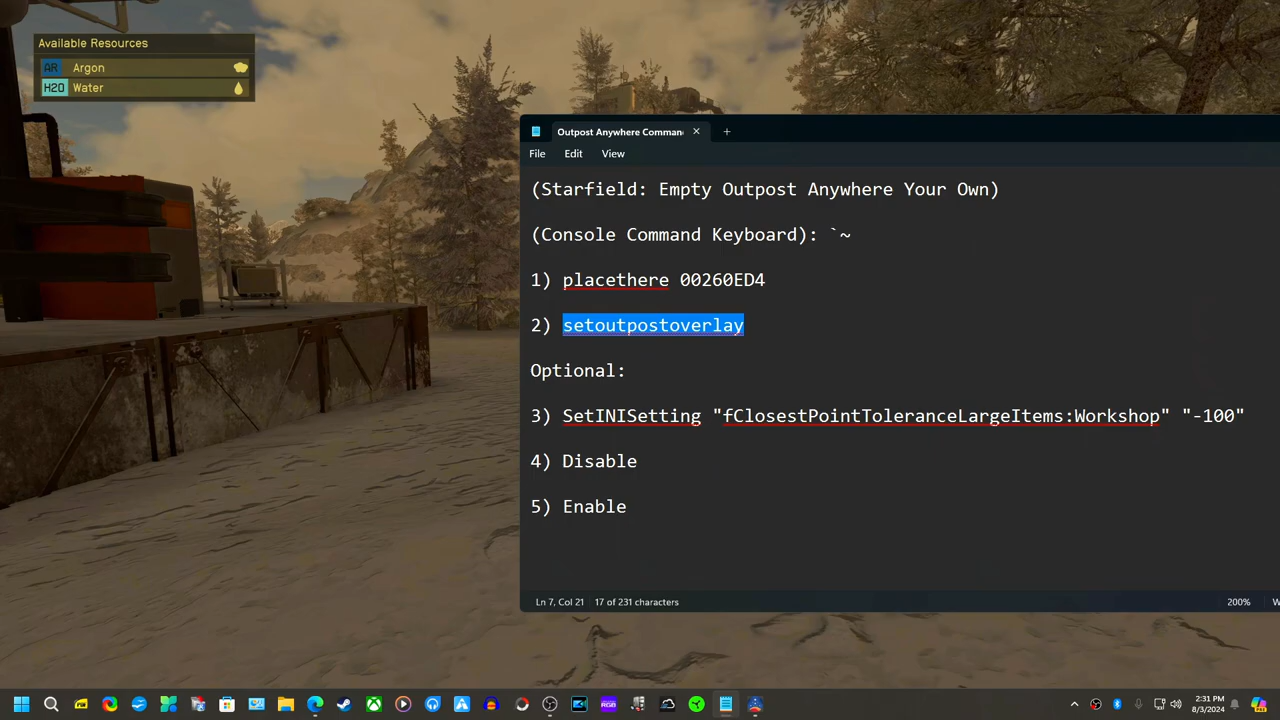 Available Resources
AR Argon
H2O Water
Outpost Anywhere Comman
File Edit View
(Starfield: Empty Outpost Anywhere Your Own)
(Console Command Keyboard): `~
1) placethere 00260ED4
2) setoutpostoverlay
Optional:
3) SetINISetting "fClosestPointToleranceLargeItems:Workshop" "-100"
4) Disable
5) Enable
Ln 7, Col 21 17 of 231 characters 200% W
2:31 PM
8/3/2024